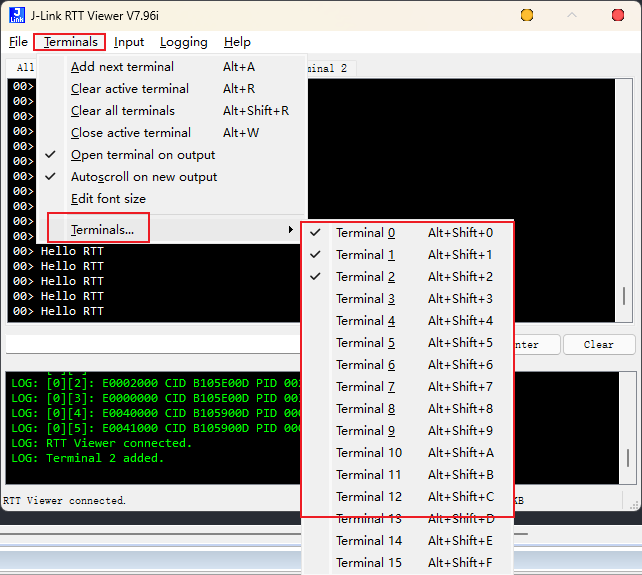 J-Link RTT Viewer V7.96i
File Terminals Input Logging Help
All
minal 2
Add next terminal Alt+A
Clear active terminal Alt+R
Clear all terminals Alt+Shift+R
Close active terminal Alt+W
Open terminal on output
Autoscroll on new output
Edit font size
Terminals...
00>
00>
00>
00>
00>
00>
00>
00>
00>
00>
00>
00> Hello RTT
00> Hello RTT
00> Hello RTT
00> Hello RTT
00> Hello RTT
Terminal 0 Alt+Shift+0
Terminal 1 Alt+Shift+1
Terminal 2 Alt+Shift+2
Terminal 3 Alt+Shift+3
Terminal 4 Alt+Shift+4
Terminal 5 Alt+Shift+5
Terminal 6 Alt+Shift+6
Terminal 7 Alt+Shift+7
Terminal 8 Alt+Shift+8
Terminal 9 Alt+Shift+9
Terminal 10 Alt+Shift+A
Terminal 11 Alt+Shift+B
Terminal 12 Alt+Shift+C
Terminal 13 Alt+Shift+D
Terminal 14 Alt+Shift+E
Terminal 15 Alt+Shift+F
nter Clear
LOG: [0][2]: E0002000 CID B105E00D PID 00
LOG: [0][3]: E0000000 CID B105E00D PID 00
LOG: [0][4]: E0040000 CID B105900D PID 00
LOG: [0][5]: E0041000 CID B105900D PID 00
LOG: RTT Viewer connected.
LOG: Terminal 2 added.
RTT Viewer connected.
KB